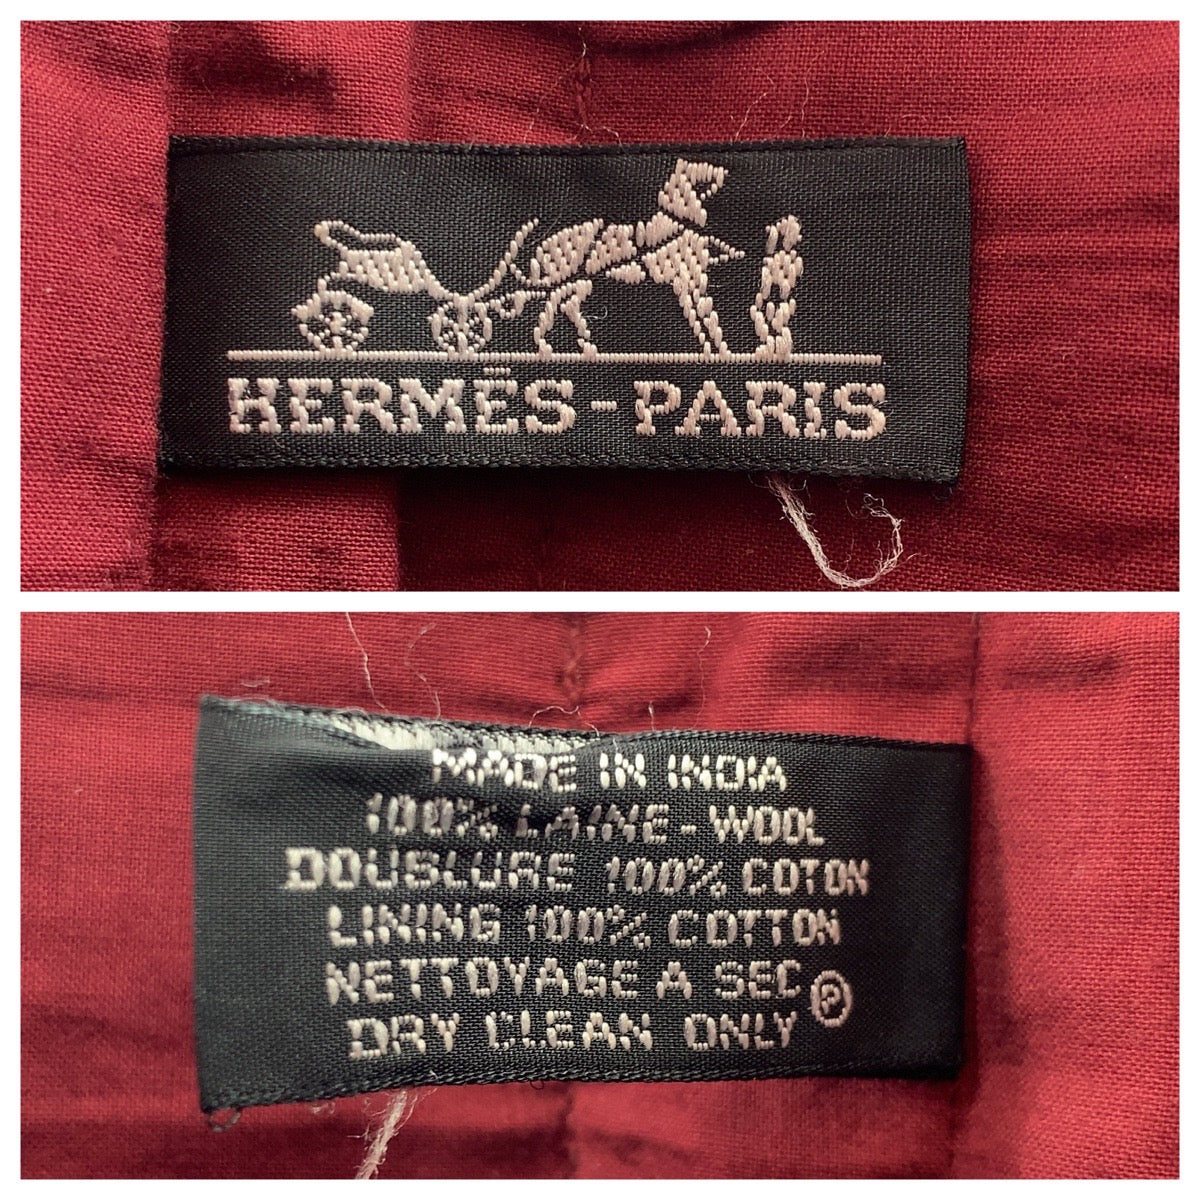 HERMÈS-PARIS
MADE IN INDIA
100% LAINE - WOOL
DOUBLURE 100% COTON
LINING 100% COTTON
NETTOYAGE A SEC
DRY CLEAN ONLY Ⓟ